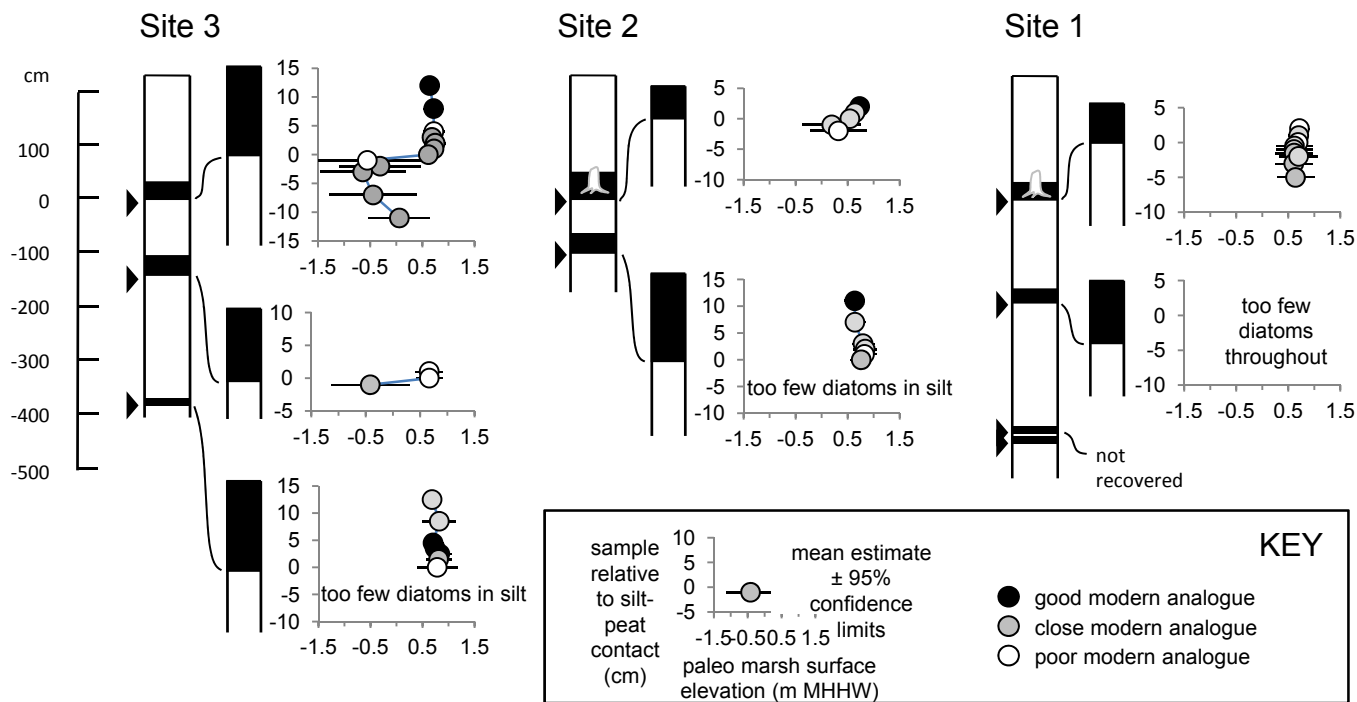 Site 3
Site 2
Site 1
cm
100
0
-100
-200
-300
-400
-500
15
10
5
0
-5
-10
-15
-1.5 -0.5 0.5 1.5
10
5
0
-5
-1.5 -0.5 0.5 1.5
15
10
5
0
-5
-10
too few diatoms in silt
-1.5 -0.5 0.5 1.5
5
0
-5
-10
-1.5 -0.5 0.5 1.5
15
10
5
0
-5
-10
too few diatoms in silt
-1.5 -0.5 0.5 1.5
5
0
-5
-10
-1.5 -0.5 0.5 1.5
5
0
-5
-10
too few
diatoms
throughout
-1.5 -0.5 0.5 1.5
not
recovered
KEY
sample
relative
to silt-
peat
contact
(cm)
10
5
0
-5
-1.5 -0.5 0.5 1.5
mean estimate
± 95%
confidence
limits
paleo marsh surface
elevation (m MHHW)
good modern analogue
close modern analogue
poor modern analogue